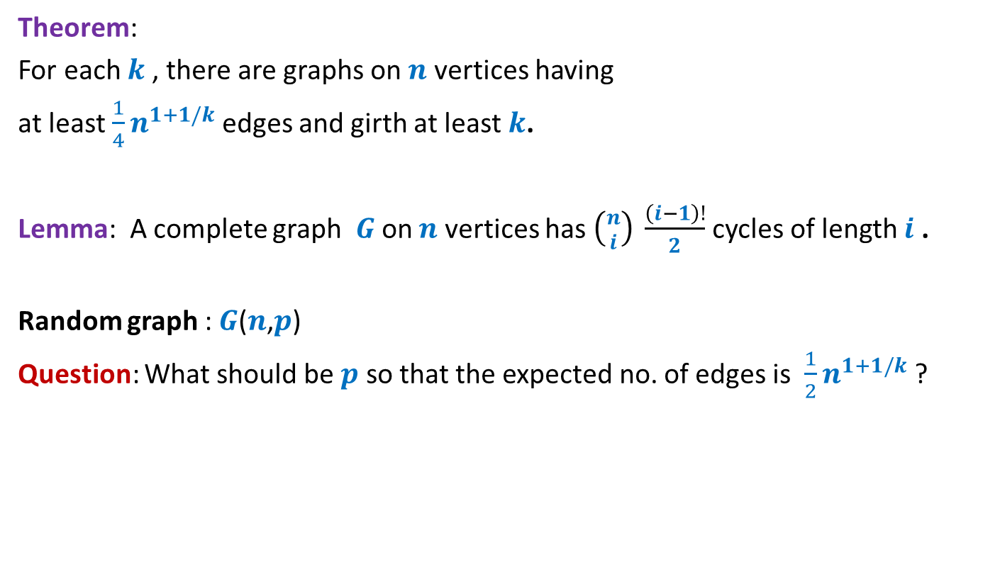 Theorem:
For each k , there are graphs on n vertices having
at least 1/4 n^{1+1/k} edges and girth at least k.
Lemma: A complete graph G on n vertices has \binom{n}{i} \frac{(i−1)!}{2} cycles of length i .
Random graph : G(n,p)
Question: What should be p so that the expected no. of edges is 1/2 n^{1+1/k} ?